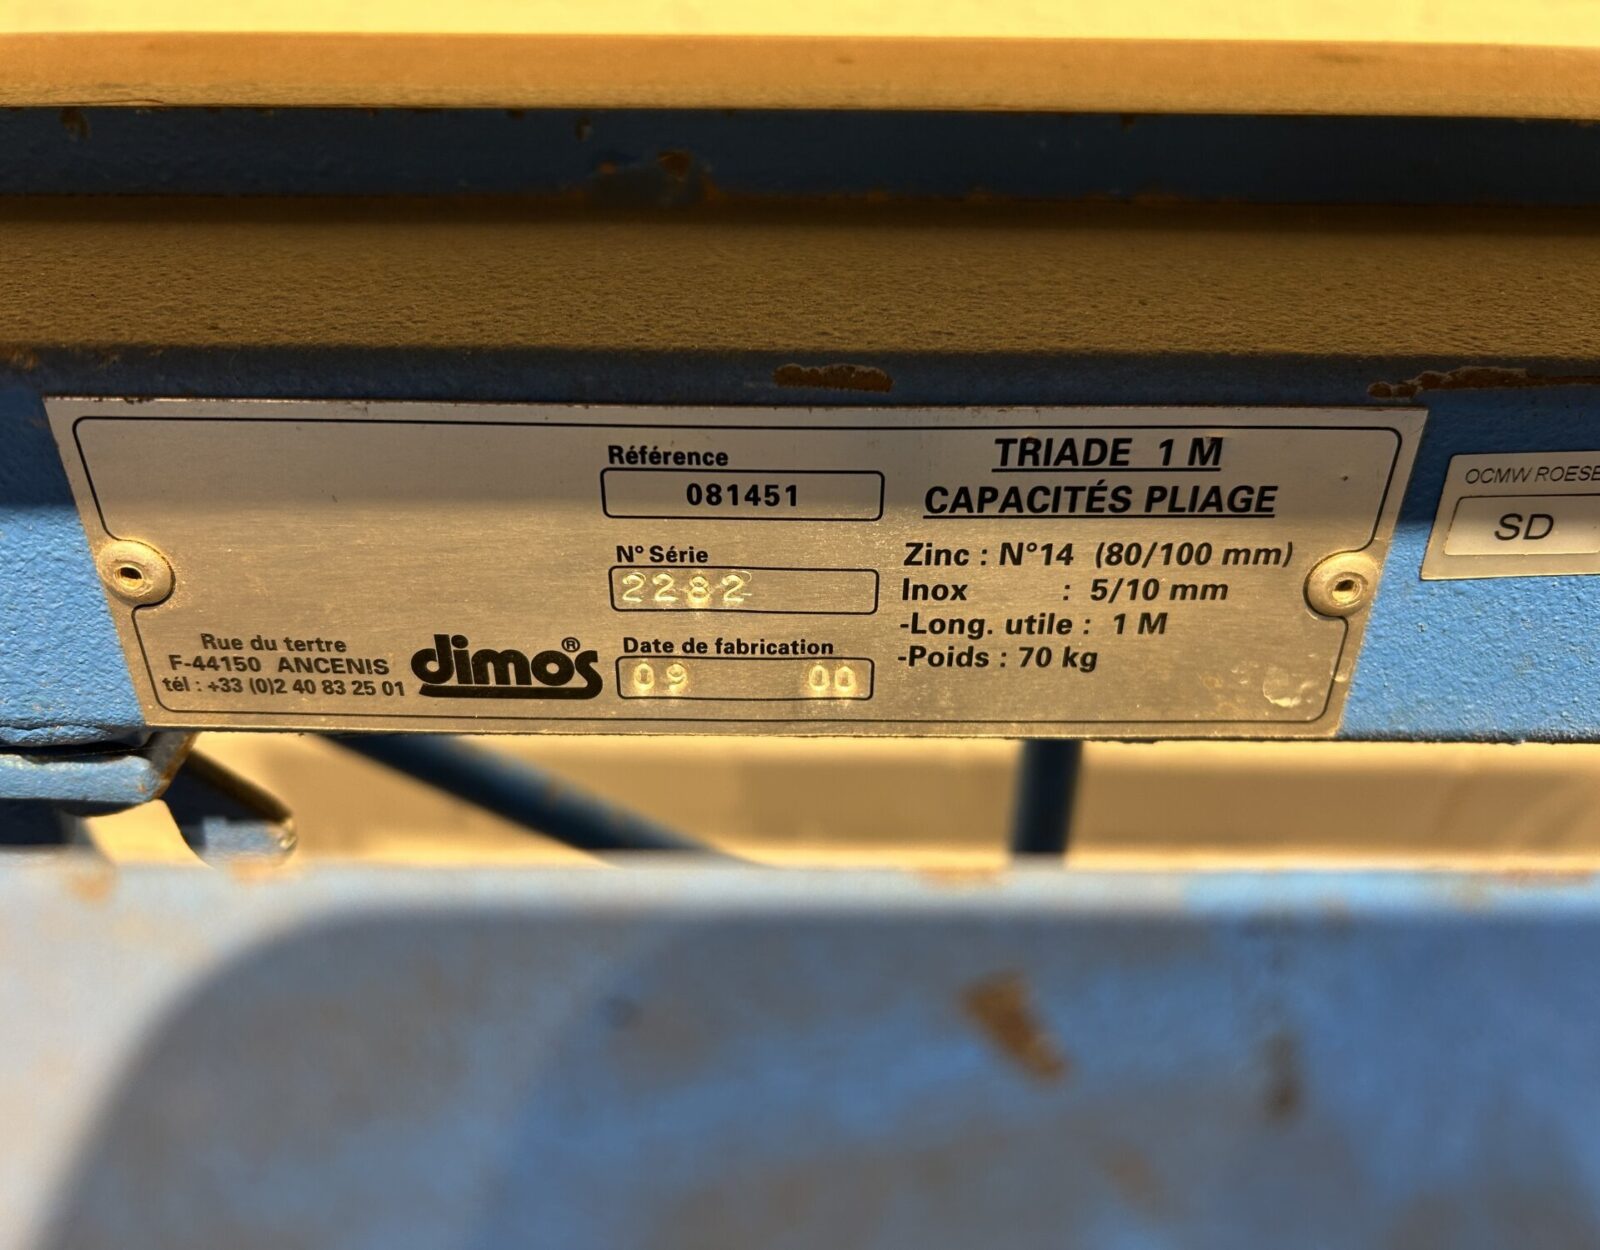 Référence
081451
N° Série
2282
Date de fabrication
09 00
Rue du tertre
F-44150 ANCENIS
tél : +33 (0)2 40 83 25 01
dimos®
TRIADE 1 M
CAPACITÉS PLIAGE
Zinc : N°14 (80/100 mm)
Inox : 5/10 mm
-Long. utile : 1 M
-Poids : 70 kg
OCMW ROESE
SD